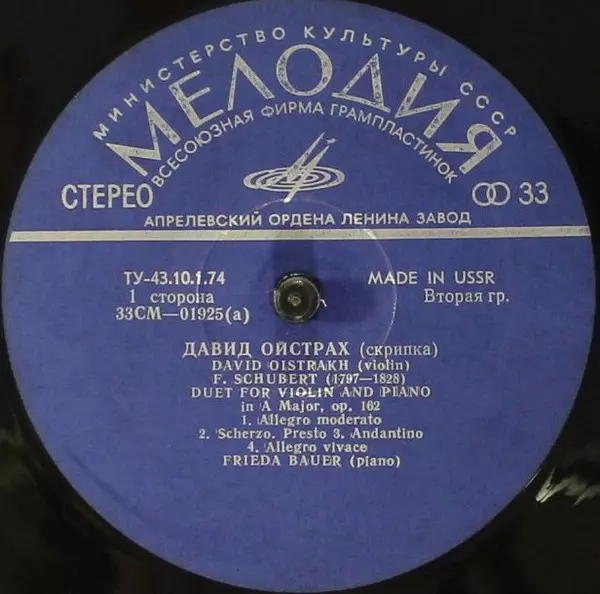 МИНИСТЕРСТВО КУЛЬТУРЫ СССР
МЕЛОДИЯ
ВСЕСОЮЗНАЯ ФИРМА ГРАМПЛАСТИНОК
СТЕРЕО
33
АПРЕЛЕВСКИЙ ОРДЕНА ЛЕНИНА ЗАВОД
ТУ-43.10.1.74
MADE IN USSR
1 сторона
Вторая гр.
33СМ—01925(а)
ДАВИД ОЙСТРАХ (скрипка)
DAVID OISTRAKH (violin)
F. SCHUBERT (1797—1828)
DUET FOR VIOLIN AND PIANO
in A Major, op. 162
1. Allegro moderato
2. Scherzo. Presto 3. Andantino
4. Allegro vivace
FRIEDA BAUER (piano)